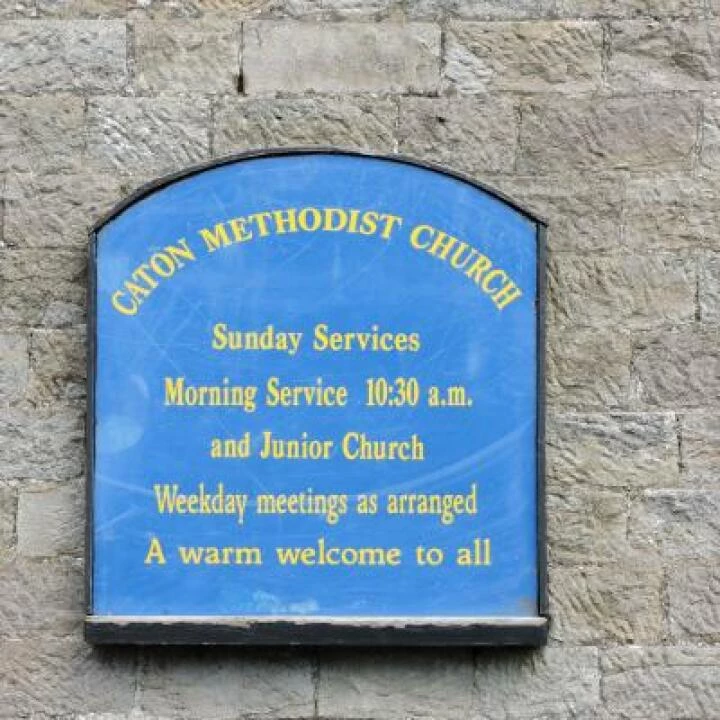 CATON METHODIST CHURCH
Sunday Services
Morning Service 10:30 a.m.
and Junior Church
Weekday meetings as arranged
A warm welcome to all